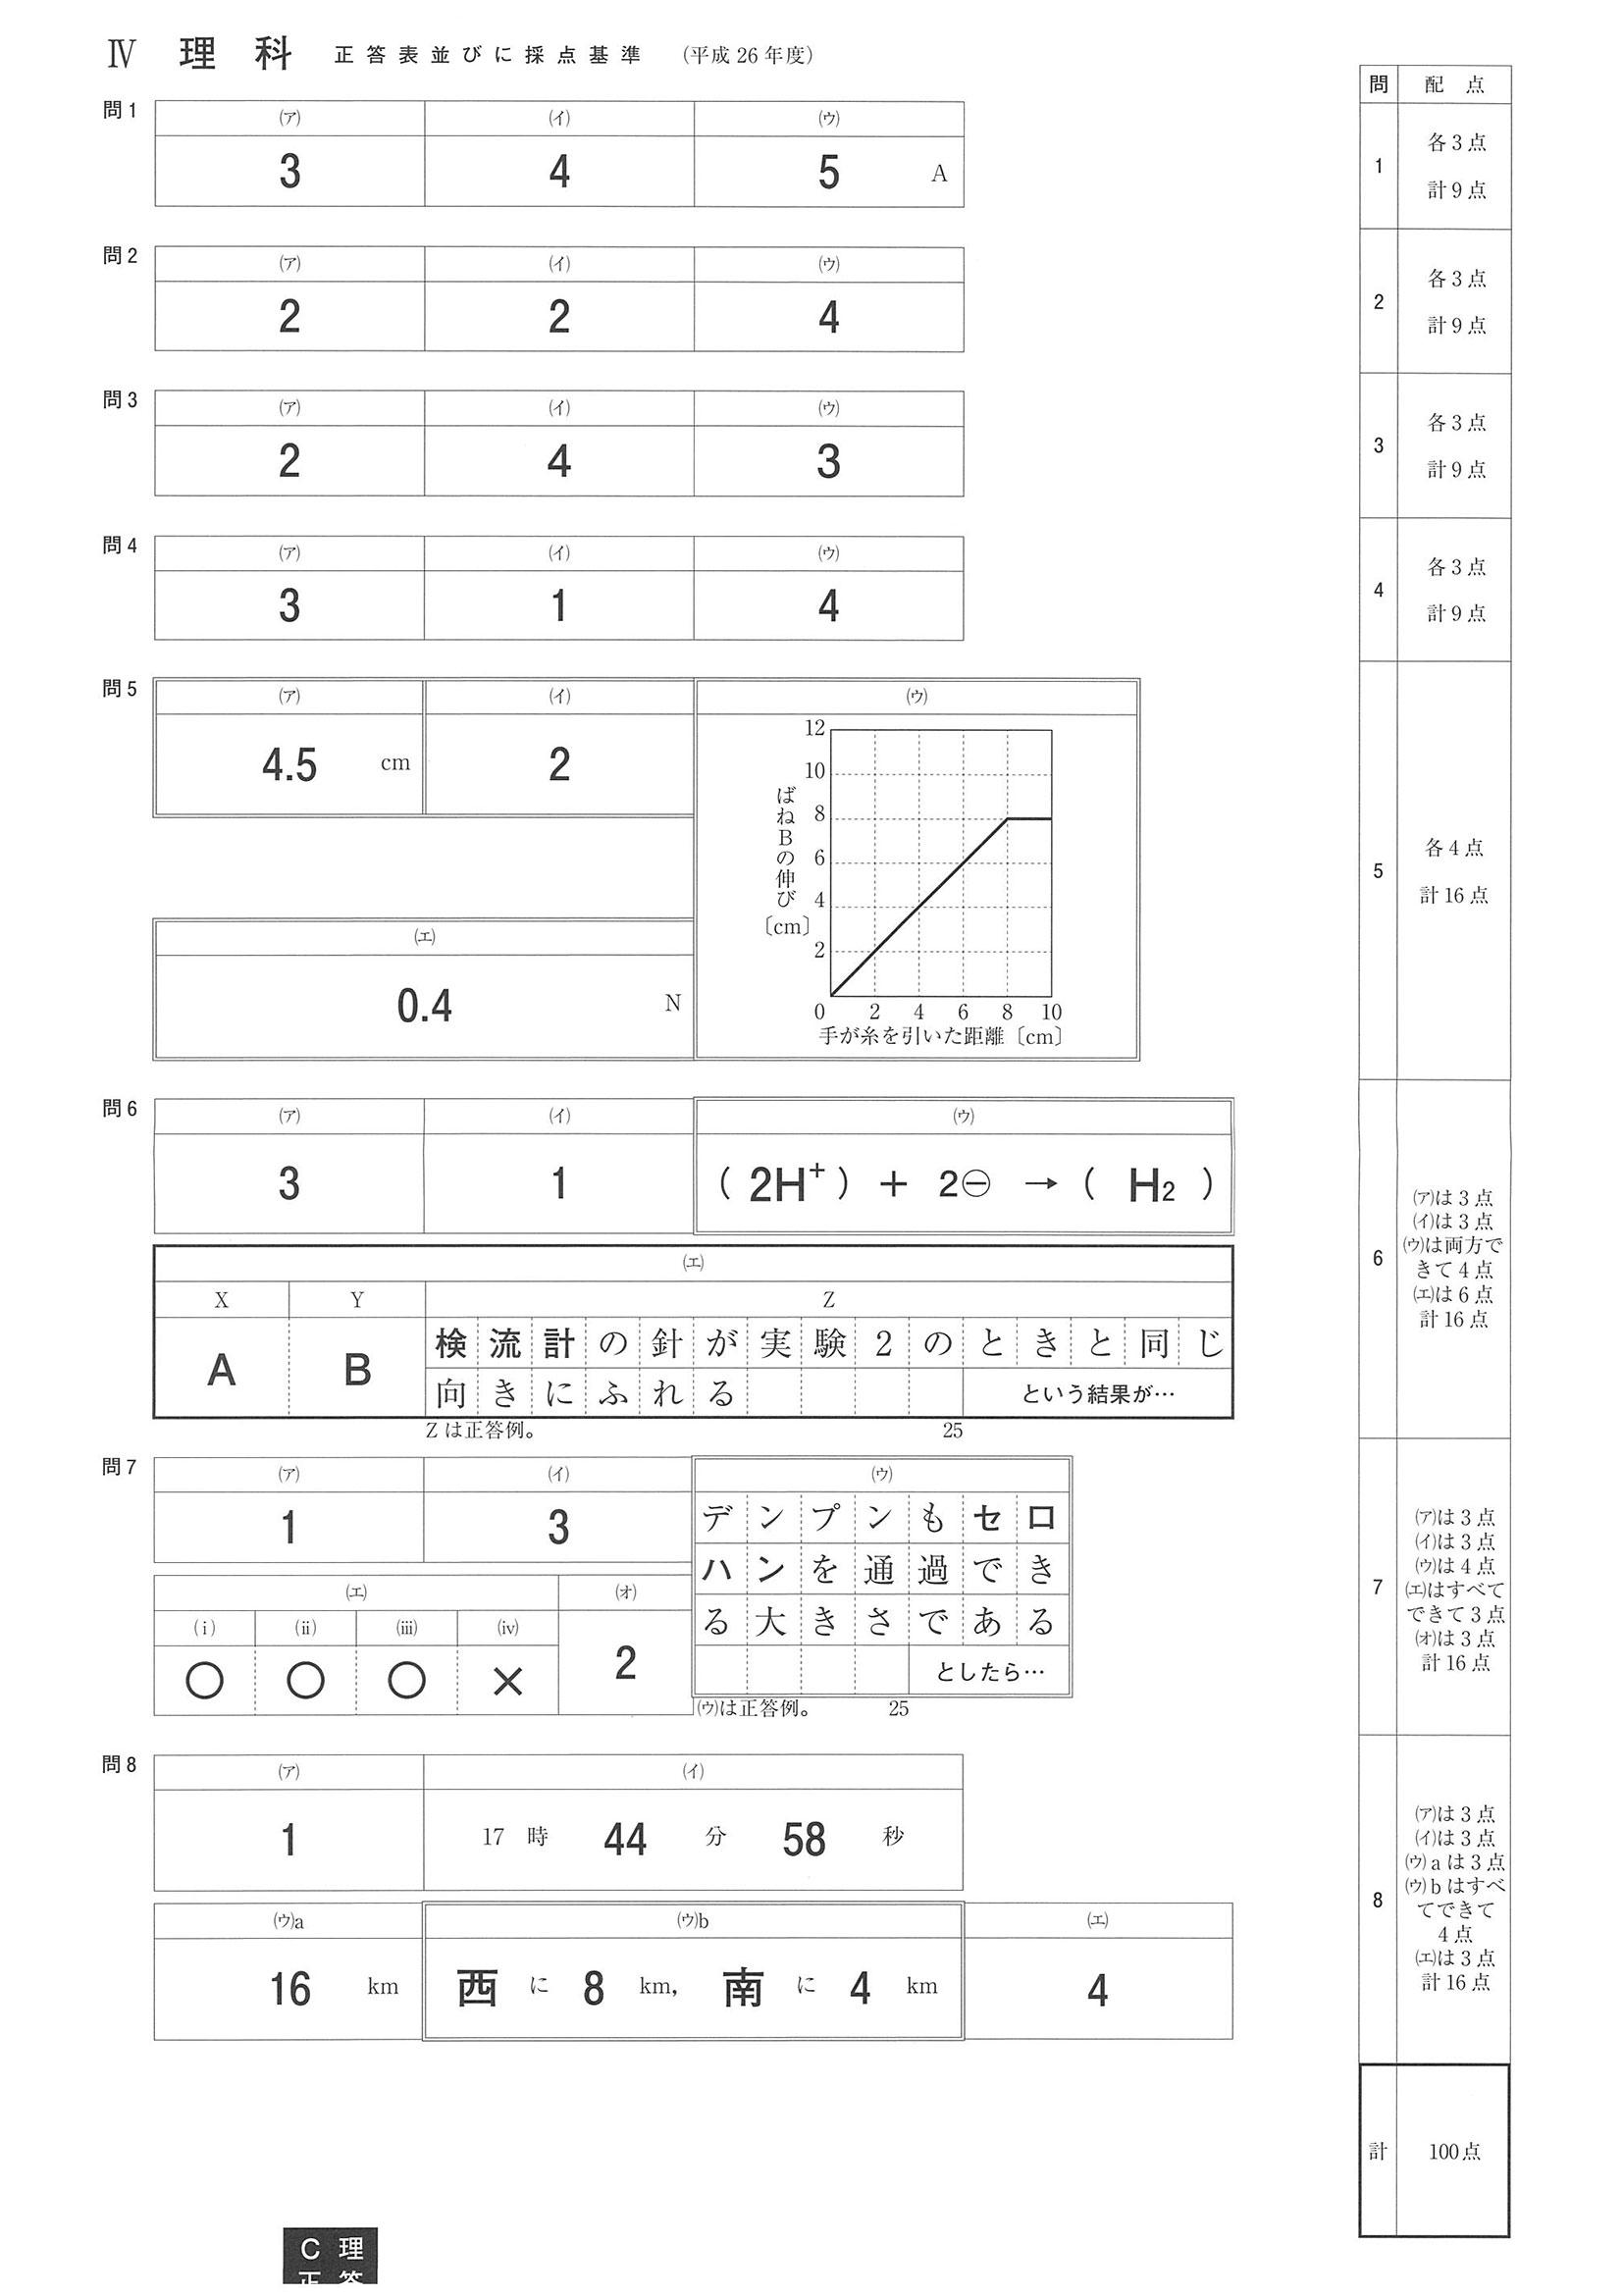 Ⅳ 理科 正答表並びに採点基準 (平成26年度)
問1
㋐ ㋑ ㋒
3 4 5 A
問2
㋐ ㋑ ㋒
2 2 4
問3
㋐ ㋑ ㋒
2 4 3
問4
㋐ ㋑ ㋒
3 1 4
問5
㋐ ㋑ ㋒
4.5 cm 2
12
10
8
6
4
2
0 2 4 6 8 10
ばねBの伸び
〔cm〕
手が糸を引いた距離〔cm〕
㋓
0.4 N
問6
㋐ ㋑ ㋒
3 1 ( 2H⁺ ) + 2⊖ → ( H₂ )
㋓
X Y Z
A B
検流計の針が実験2のときと同じ
向きにふれる という結果が…
Zは正答例。 25
問7
㋐ ㋑ ㋒
1 3
デンプンもセロ
ハンを通過でき
る大きさである
としたら…
㋒は正答例。 25
㋓ ㋔
(ⅰ) (ⅱ) (ⅲ) (ⅳ)
○ ○ ○ × 2
問8
㋐ ㋑
1 17 時 44 分 58 秒
㋒a ㋒b ㋓
16 km 西 に 8 km, 南 に 4 km 4
問 配点
1 各3点
計9点
2 各3点
計9点
3 各3点
計9点
4 各3点
計9点
5 各4点
計16点
6
㋐は3点
㋑は3点
㋒は両方で
きて4点
㋓は6点
計16点
7
㋐は3点
㋑は3点
㋒は4点
㋓はすべて
できて3点
㋔は3点
計16点
8
㋐は3点
㋑は3点
㋒aは3点
㋒bはすべ
てできて
4点
㋓は3点
計16点
計 100点
C 理
正 答